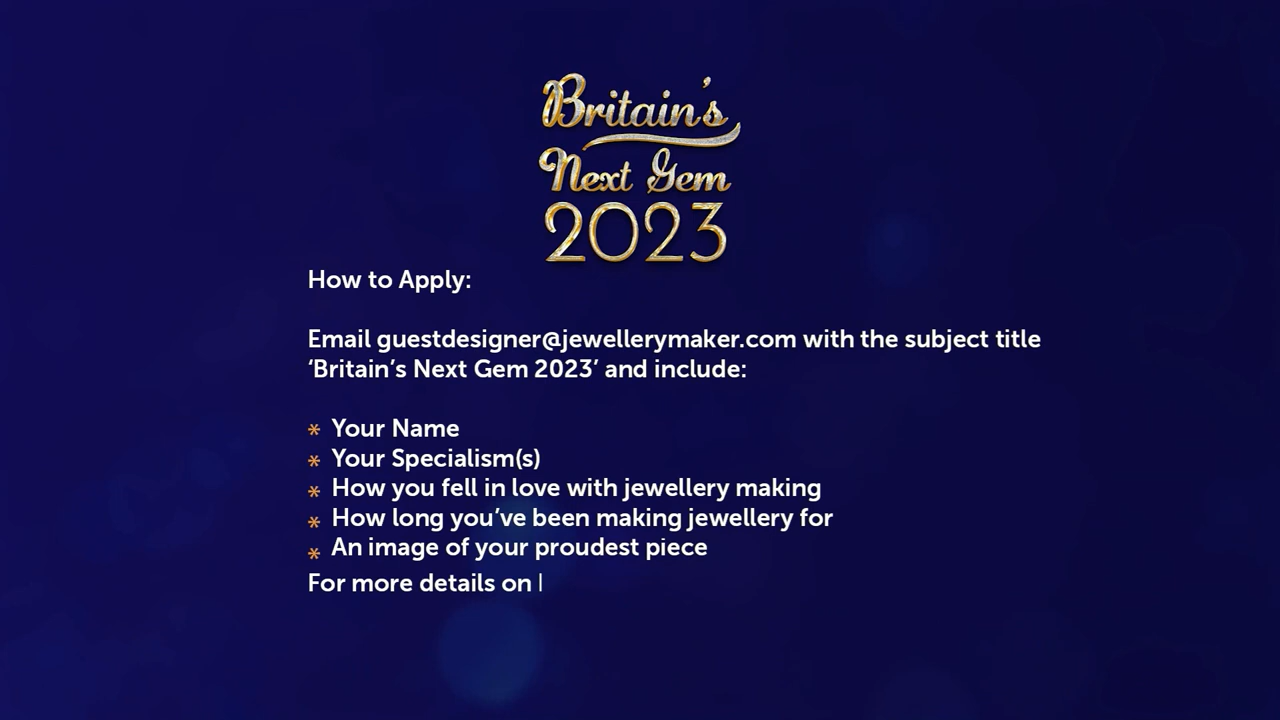 Britain's
Next Gem
2023
How to Apply:
Email guestdesigner@jewellerymaker.com with the subject title
‘Britain’s Next Gem 2023’ and include:
* Your Name
* Your Specialism(s)
* How you fell in love with jewellery making
* How long you’ve been making jewellery for
* An image of your proudest piece
For more details on